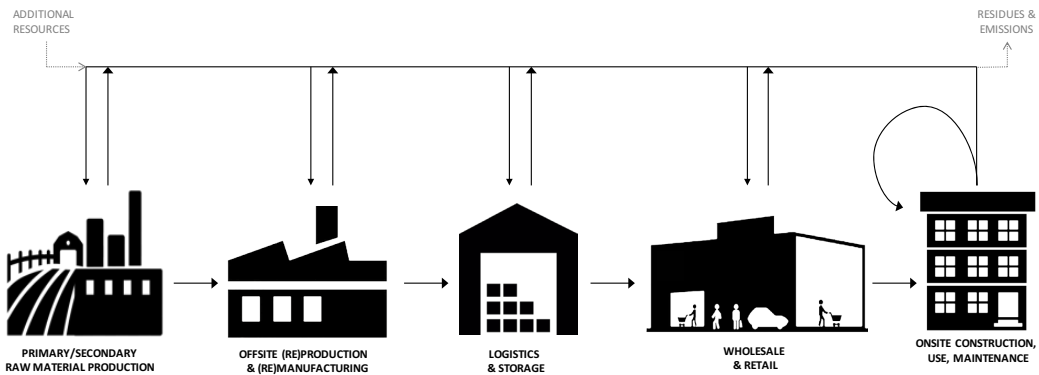 ADDITIONAL
RESOURCES
RESIDUES &
EMISSIONS
PRIMARY/SECONDARY
RAW MATERIAL PRODUCTION
OFFSITE (RE)PRODUCTION
& (RE)MANUFACTURING
LOGISTICS
& STORAGE
WHOLESALE
& RETAIL
ONSITE CONSTRUCTION,
USE, MAINTENANCE